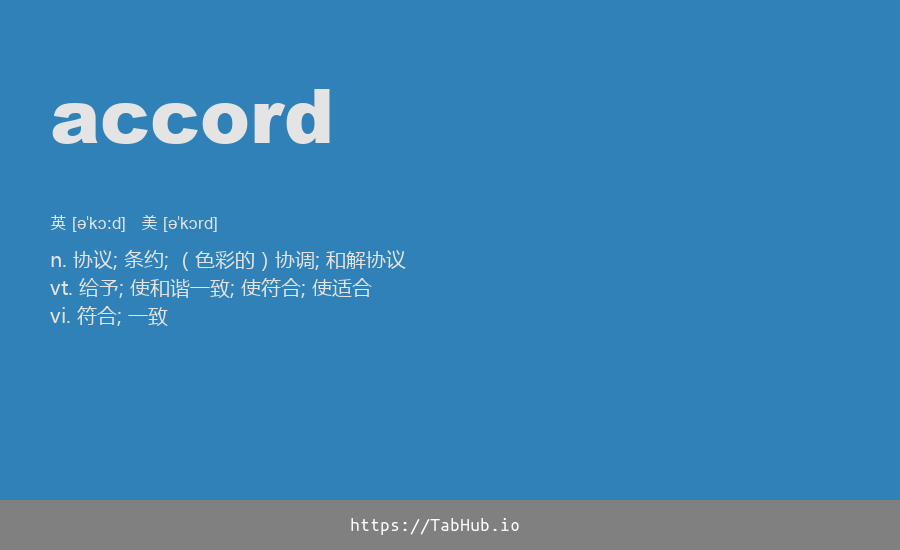 accord
英 [ə'kɔːd] 美 [ə'kɔrd]
n. 协议; 条约; （色彩的）协调; 和解协议
vt. 给予; 使和谐一致; 使符合; 使适合
vi. 符合; 一致
https://TabHub.io